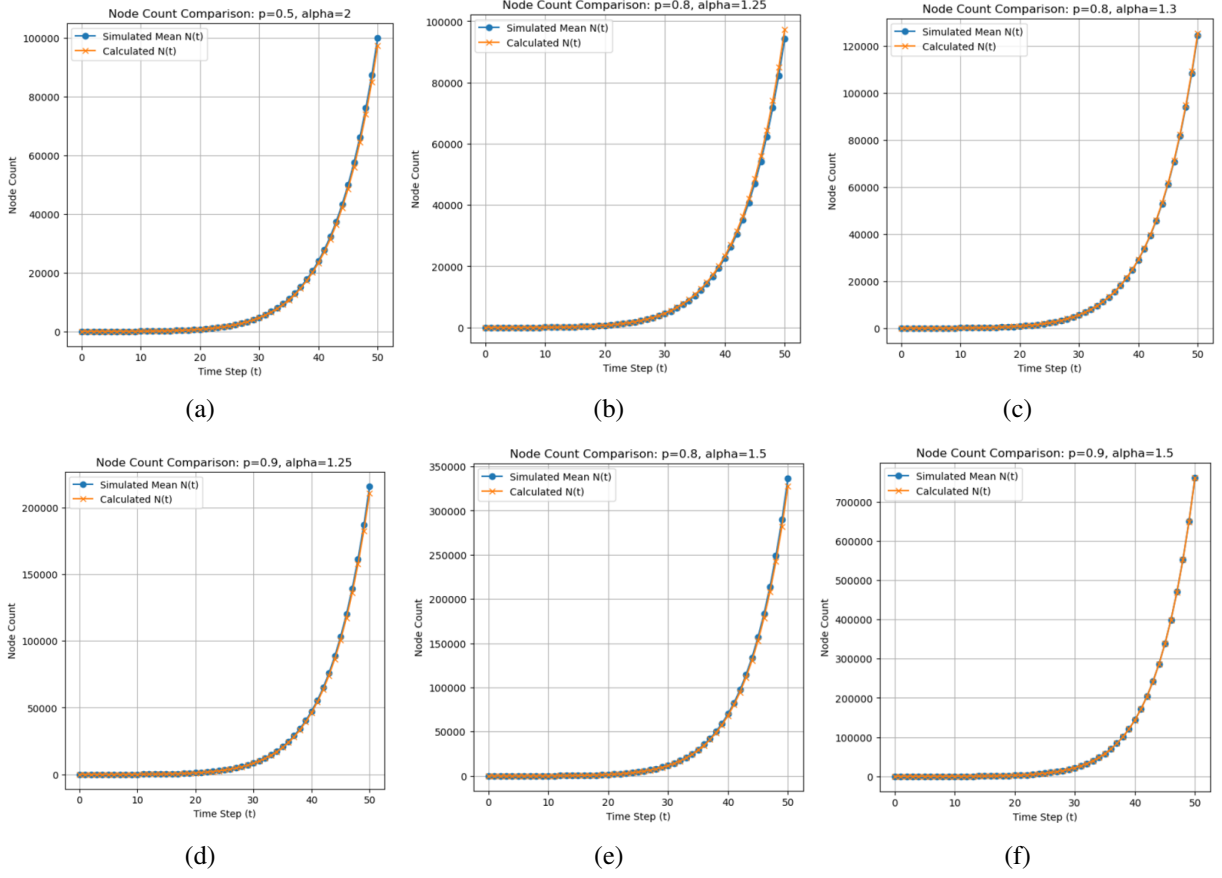 Node Count Comparison: p=0.5, alpha=2
Simulated Mean N(t)
Calculated N(t)
Node Count
100000
80000
60000
40000
20000
0
0 10 20 30 40 50
Time Step (t)
(a)
Node Count Comparison: p=0.8, alpha=1.25
Simulated Mean N(t)
Calculated N(t)
Node Count
100000
80000
60000
40000
20000
0
0 10 20 30 40 50
Time Step (t)
(b)
Node Count Comparison: p=0.8, alpha=1.3
Simulated Mean N(t)
Calculated N(t)
Node Count
120000
100000
80000
60000
40000
20000
0
0 10 20 30 40 50
Time Step (t)
(c)
Node Count Comparison: p=0.9, alpha=1.25
Simulated Mean N(t)
Calculated N(t)
Node Count
200000
150000
100000
50000
0
0 10 20 30 40 50
Time Step (t)
(d)
Node Count Comparison: p=0.8, alpha=1.5
Simulated Mean N(t)
Calculated N(t)
Node Count
350000
300000
250000
200000
150000
100000
50000
0
0 10 20 30 40 50
Time Step (t)
(e)
Node Count Comparison: p=0.9, alpha=1.5
Simulated Mean N(t)
Calculated N(t)
Node Count
700000
600000
500000
400000
300000
200000
100000
0
0 10 20 30 40 50
Time Step (t)
(f)